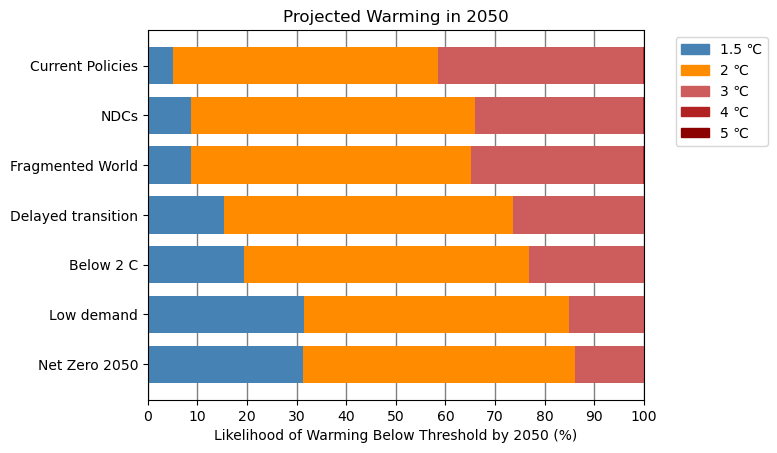 Projected Warming in 2050
Current Policies
NDCs
Fragmented World
Delayed transition
Below 2 C
Low demand
Net Zero 2050
0 10 20 30 40 50 60 70 80 90 100
Likelihood of Warming Below Threshold by 2050 (%)
1.5 ℃
2 ℃
3 ℃
4 ℃
5 ℃